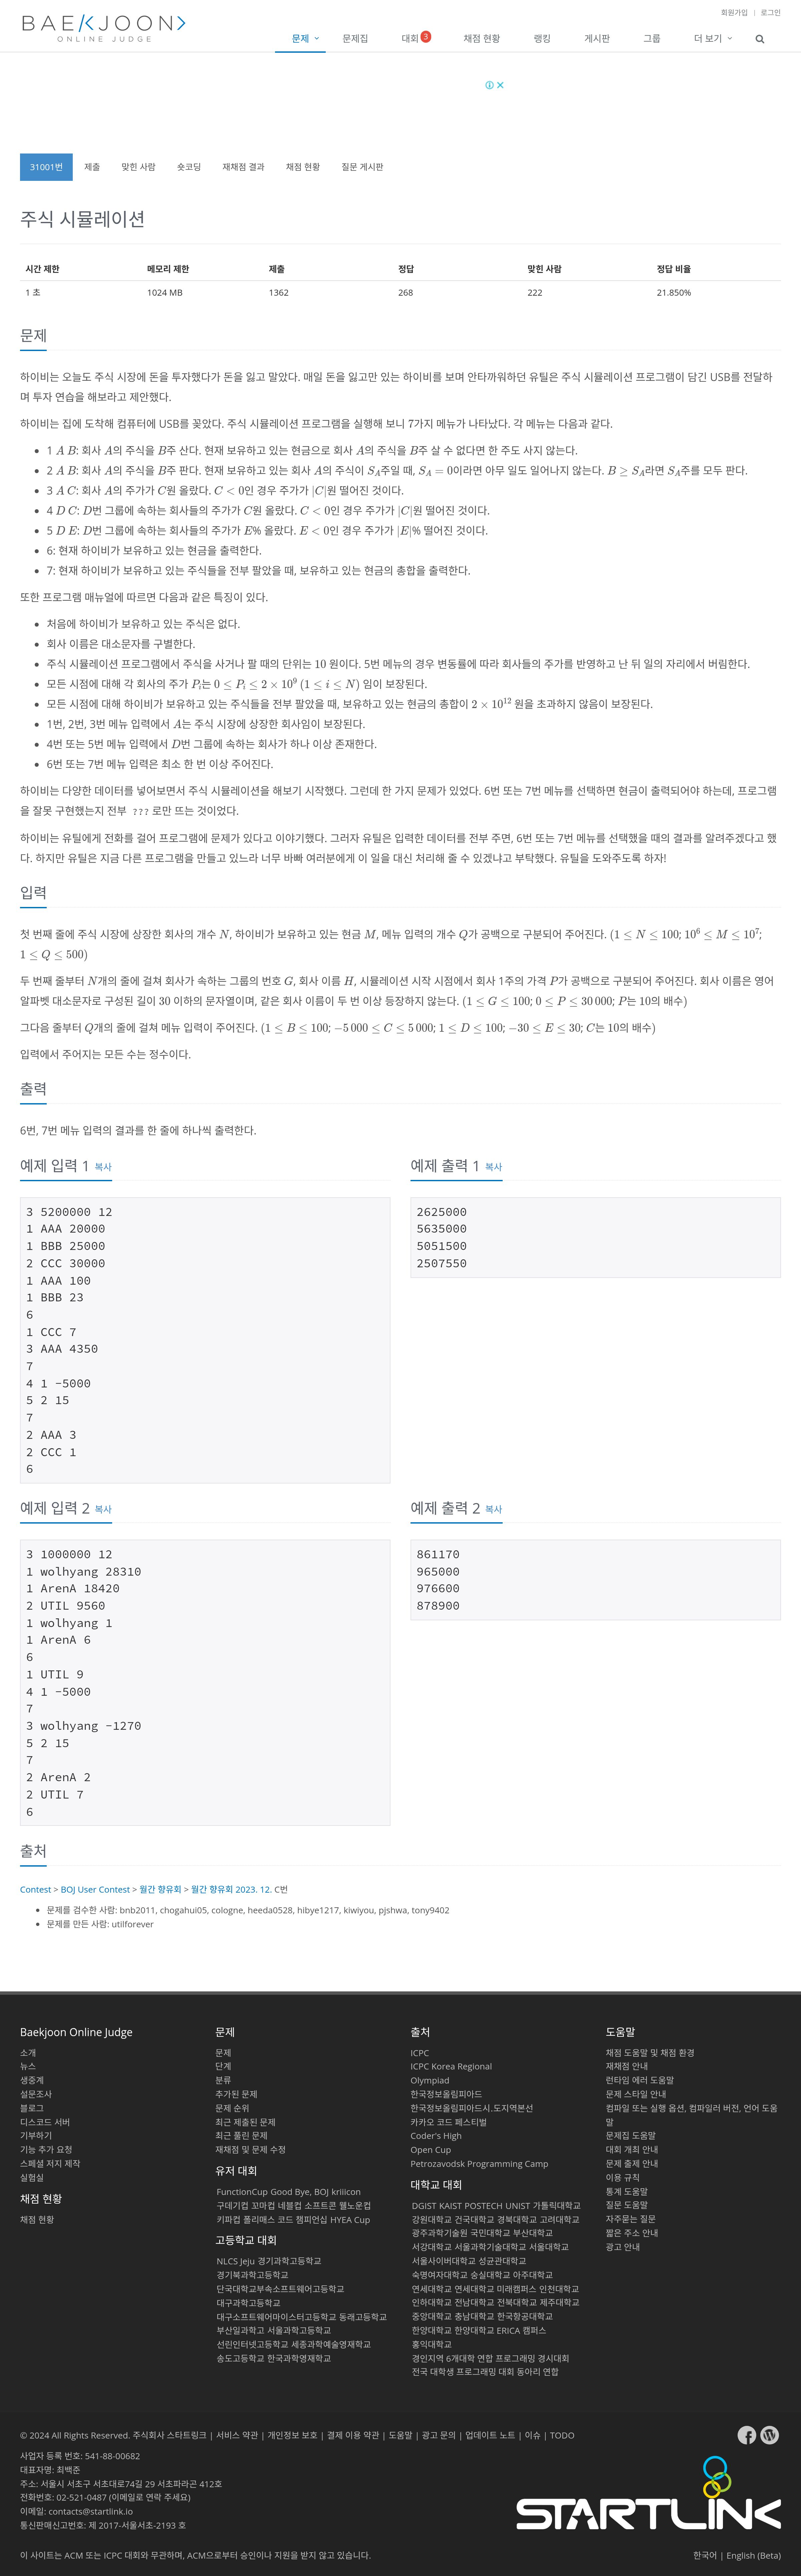 회원가입 | 로그인
BAEKJOON>
ONLINE JUDGE
문제 문제집 대회 3 채점 현황 랭킹 게시판 그룹 더 보기
31001번 제출 맞힌 사람 숏코딩 재채점 결과 채점 현황 질문 게시판
주식 시뮬레이션
시간 제한 메모리 제한 제출 정답 맞힌 사람 정답 비율
1 초 1024 MB 1362 268 222 21.850%
문제
하이비는 오늘도 주식 시장에 돈을 투자했다가 돈을 잃고 말았다. 매일 돈을 잃고만 있는 하이비를 보며 안타까워하던 유틸은 주식 시뮬레이션 프로그램이 담긴 USB를 전달하
며 투자 연습을 해보라고 제안했다.
하이비는 집에 도착해 컴퓨터에 USB를 꽂았다. 주식 시뮬레이션 프로그램을 실행해 보니 7가지 메뉴가 나타났다. 각 메뉴는 다음과 같다.
• 1 A B: 회사 A의 주식을 B주 산다. 현재 보유하고 있는 현금으로 회사 A의 주식을 B주 살 수 없다면 한 주도 사지 않는다.
• 2 A B: 회사 A의 주식을 B주 판다. 현재 보유하고 있는 회사 A의 주식이 S_A주일 때, S_A = 0이라면 아무 일도 일어나지 않는다. B ≥ S_A라면 S_A주를 모두 판다.
• 3 A C: 회사 A의 주가가 C원 올랐다. C < 0인 경우 주가가 |C|원 떨어진 것이다.
• 4 D C: D번 그룹에 속하는 회사들의 주가가 C원 올랐다. C < 0인 경우 주가가 |C|원 떨어진 것이다.
• 5 D E: D번 그룹에 속하는 회사들의 주가가 E% 올랐다. E < 0인 경우 주가가 |E|% 떨어진 것이다.
• 6: 현재 하이비가 보유하고 있는 현금을 출력한다.
• 7: 현재 하이비가 보유하고 있는 주식들을 전부 팔았을 때, 보유하고 있는 현금의 총합을 출력한다.
또한 프로그램 매뉴얼에 따르면 다음과 같은 특징이 있다.
• 처음에 하이비가 보유하고 있는 주식은 없다.
• 회사 이름은 대소문자를 구별한다.
• 주식 시뮬레이션 프로그램에서 주식을 사거나 팔 때의 단위는 10 원이다. 5번 메뉴의 경우 변동률에 따라 회사들의 주가를 반영하고 난 뒤 일의 자리에서 버림한다.
• 모든 시점에 대해 각 회사의 주가 P_i는 0 ≤ P_i ≤ 2 × 10^9 (1 ≤ i ≤ N) 임이 보장된다.
• 모든 시점에 대해 하이비가 보유하고 있는 주식들을 전부 팔았을 때, 보유하고 있는 현금의 총합이 2 × 10^12 원을 초과하지 않음이 보장된다.
• 1번, 2번, 3번 메뉴 입력에서 A는 주식 시장에 상장한 회사임이 보장된다.
• 4번 또는 5번 메뉴 입력에서 D번 그룹에 속하는 회사가 하나 이상 존재한다.
• 6번 또는 7번 메뉴 입력은 최소 한 번 이상 주어진다.
하이비는 다양한 데이터를 넣어보면서 주식 시뮬레이션을 해보기 시작했다. 그런데 한 가지 문제가 있었다. 6번 또는 7번 메뉴를 선택하면 현금이 출력되어야 하는데, 프로그램
을 잘못 구현했는지 전부 ??? 로만 뜨는 것이었다.
하이비는 유틸에게 전화를 걸어 프로그램에 문제가 있다고 이야기했다. 그러자 유틸은 입력한 데이터를 전부 주면, 6번 또는 7번 메뉴를 선택했을 때의 결과를 알려주겠다고 했
다. 하지만 유틸은 지금 다른 프로그램을 만들고 있느라 너무 바빠 여러분에게 이 일을 대신 처리해 줄 수 있겠냐고 부탁했다. 유틸을 도와주도록 하자!
입력
첫 번째 줄에 주식 시장에 상장한 회사의 개수 N, 하이비가 보유하고 있는 현금 M, 메뉴 입력의 개수 Q가 공백으로 구분되어 주어진다. (1 ≤ N ≤ 100; 10^6 ≤ M ≤ 10^7;
1 ≤ Q ≤ 500)
두 번째 줄부터 N개의 줄에 걸쳐 회사가 속하는 그룹의 번호 G, 회사 이름 H, 시뮬레이션 시작 시점에서 회사 1주의 가격 P가 공백으로 구분되어 주어진다. 회사 이름은 영어
알파벳 대소문자로 구성된 길이 30 이하의 문자열이며, 같은 회사 이름이 두 번 이상 등장하지 않는다. (1 ≤ G ≤ 100; 0 ≤ P ≤ 30 000; P는 10의 배수)
그다음 줄부터 Q개의 줄에 걸쳐 메뉴 입력이 주어진다. (1 ≤ B ≤ 100; −5 000 ≤ C ≤ 5 000; 1 ≤ D ≤ 100; −30 ≤ E ≤ 30; C는 10의 배수)
입력에서 주어지는 모든 수는 정수이다.
출력
6번, 7번 메뉴 입력의 결과를 한 줄에 하나씩 출력한다.
예제 입력 1 복사
3 5200000 12
1 AAA 20000
1 BBB 25000
2 CCC 30000
1 AAA 100
1 BBB 23
6
1 CCC 7
3 AAA 4350
7
4 1 -5000
5 2 15
7
2 AAA 3
2 CCC 1
6
예제 출력 1 복사
2625000
5635000
5051500
2507550
예제 입력 2 복사
3 1000000 12
1 wolhyang 28310
1 ArenA 18420
2 UTIL 9560
1 wolhyang 1
1 ArenA 6
6
1 UTIL 9
4 1 -5000
7
3 wolhyang -1270
5 2 15
7
2 ArenA 2
2 UTIL 7
6
예제 출력 2 복사
861170
965000
976600
878900
출처
Contest > BOJ User Contest > 월간 향유회 > 월간 향유회 2023. 12. C번
• 문제를 검수한 사람: bnb2011, chogahui05, cologne, heeda0528, hibye1217, kiwiyou, pjshwa, tony9402
• 문제를 만든 사람: utilforever
Baekjoon Online Judge
소개
뉴스
생중계
설문조사
블로그
디스코드 서버
기부하기
기능 추가 요청
스페셜 저지 제작
실험실
채점 현황
채점 현황
문제
문제
단계
분류
추가된 문제
문제 순위
최근 제출된 문제
최근 풀린 문제
재채점 및 문제 수정
유저 대회
FunctionCup Good Bye, BOJ kriiicon
구데기컵 꼬마컵 네블컵 소프트콘 웰노운컵
키파컵 폴리매스 코드 챔피언십 HYEA Cup
고등학교 대회
NLCS Jeju 경기과학고등학교
경기북과학고등학교
단국대학교부속소프트웨어고등학교
대구과학고등학교
대구소프트웨어마이스터고등학교 동래고등학교
부산일과학고 서울과학고등학교
선린인터넷고등학교 세종과학예술영재학교
송도고등학교 한국과학영재학교
출처
ICPC
ICPC Korea Regional
Olympiad
한국정보올림피아드
한국정보올림피아드시.도지역본선
카카오 코드 페스티벌
Coder's High
Open Cup
Petrozavodsk Programming Camp
대학교 대회
DGIST KAIST POSTECH UNIST 가톨릭대학교
강원대학교 건국대학교 경북대학교 고려대학교
광주과학기술원 국민대학교 부산대학교
서강대학교 서울과학기술대학교 서울대학교
서울사이버대학교 성균관대학교
숙명여자대학교 숭실대학교 아주대학교
연세대학교 연세대학교 미래캠퍼스 인천대학교
인하대학교 전남대학교 전북대학교 제주대학교
중앙대학교 충남대학교 한국항공대학교
한양대학교 한양대학교 ERICA 캠퍼스
홍익대학교
경인지역 6개대학 연합 프로그래밍 경시대회
전국 대학생 프로그래밍 대회 동아리 연합
도움말
채점 도움말 및 채점 환경
재채점 안내
런타임 에러 도움말
문제 스타일 안내
컴파일 또는 실행 옵션, 컴파일러 버전, 언어 도움
말
문제집 도움말
대회 개최 안내
문제 출제 안내
이용 규칙
통계 도움말
질문 도움말
자주묻는 질문
짧은 주소 안내
광고 안내
© 2024 All Rights Reserved. 주식회사 스타트링크 | 서비스 약관 | 개인정보 보호 | 결제 이용 약관 | 도움말 | 광고 문의 | 업데이트 노트 | 이슈 | TODO
사업자 등록 번호: 541-88-00682
대표자명: 최백준
주소: 서울시 서초구 서초대로74길 29 서초파라곤 412호
전화번호: 02-521-0487 (이메일로 연락 주세요)
이메일: contacts@startlink.io
통신판매신고번호: 제 2017-서울서초-2193 호
STARTLINK
이 사이트는 ACM 또는 ICPC 대회와 무관하며, ACM으로부터 승인이나 지원을 받지 않고 있습니다.
한국어 | English (Beta)